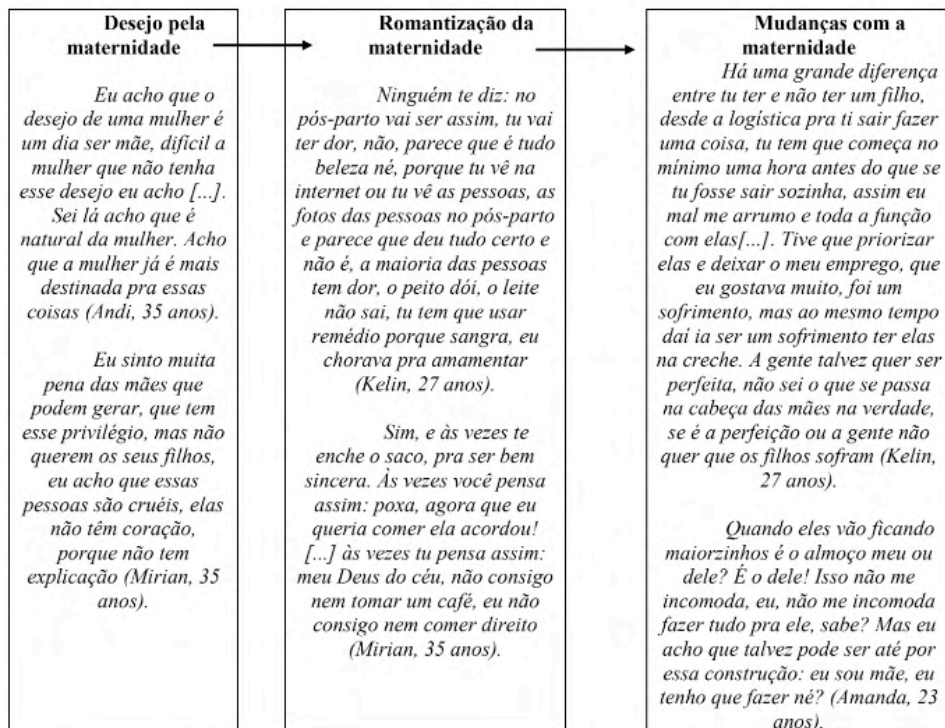 Desejo pela
maternidade
Eu acho que o
desejo de uma mulher é
um dia ser mãe, difícil a
mulher que não tenha
esse desejo eu acho [...].
Sei lá acho que é
natural da mulher. Acho
que a mulher já é mais
destinada pra essas
coisas (Andi, 35 anos).
Eu sinto muita
pena das mães que
podem gerar, que tem
esse privilégio, mas não
querem os seus filhos,
eu acho que essas
pessoas são cruéis, elas
não têm coração,
porque não tem
explicação (Mirian, 35
anos).
Romantização da
maternidade
Ninguém te diz: no
pós-parto vai ser assim, tu vai
ter dor, não, parece que é tudo
beleza né, porque tu vê na
internet ou tu vê as pessoas, as
fotos das pessoas no pós-parto
e parece que deu tudo certo e
não é, a maioria das pessoas
tem dor, o peito dói, o leite
não sai, tu tem que usar
remédio porque sangra, eu
chorava pra amamentar
(Kelin, 27 anos).
Sim, e às vezes te
enche o saco, pra ser bem
sincera. Às vezes você pensa
assim: poxa, agora que eu
queria comer ela acordou!
[...] às vezes tu pensa assim:
meu Deus do céu, não consigo
nem tomar um café, eu não
consigo nem comer direito
(Mirian, 35 anos).
Mudanças com a
maternidade
Há uma grande diferença
entre tu ter e não ter um filho,
desde a logística pra ti sair fazer
uma coisa, tu tem que começa no
mínimo uma hora antes do que se
tu fosse sair sozinha, assim eu
mal me arrumo e toda a função
com elas[...]. Tive que priorizar
elas e deixar o meu emprego, que
eu gostava muito, foi um
sofrimento, mas ao mesmo tempo
daí ia ser um sofrimento ter elas
na creche. A gente talvez quer ser
perfeita, não sei o que se passa
na cabeça das mães na verdade,
se é a perfeição ou a gente não
quer que os filhos sofram (Kelin,
27 anos).
Quando eles vão ficando
maiorzinhos é o almoço meu ou
dele? É o dele! Isso não me
incomoda, eu, não me incomoda
fazer tudo pra ele, sabe? Mas eu
acho que talvez pode ser até por
essa construção: eu sou mãe, eu
tenho que fazer né? (Amanda, 23
anos).